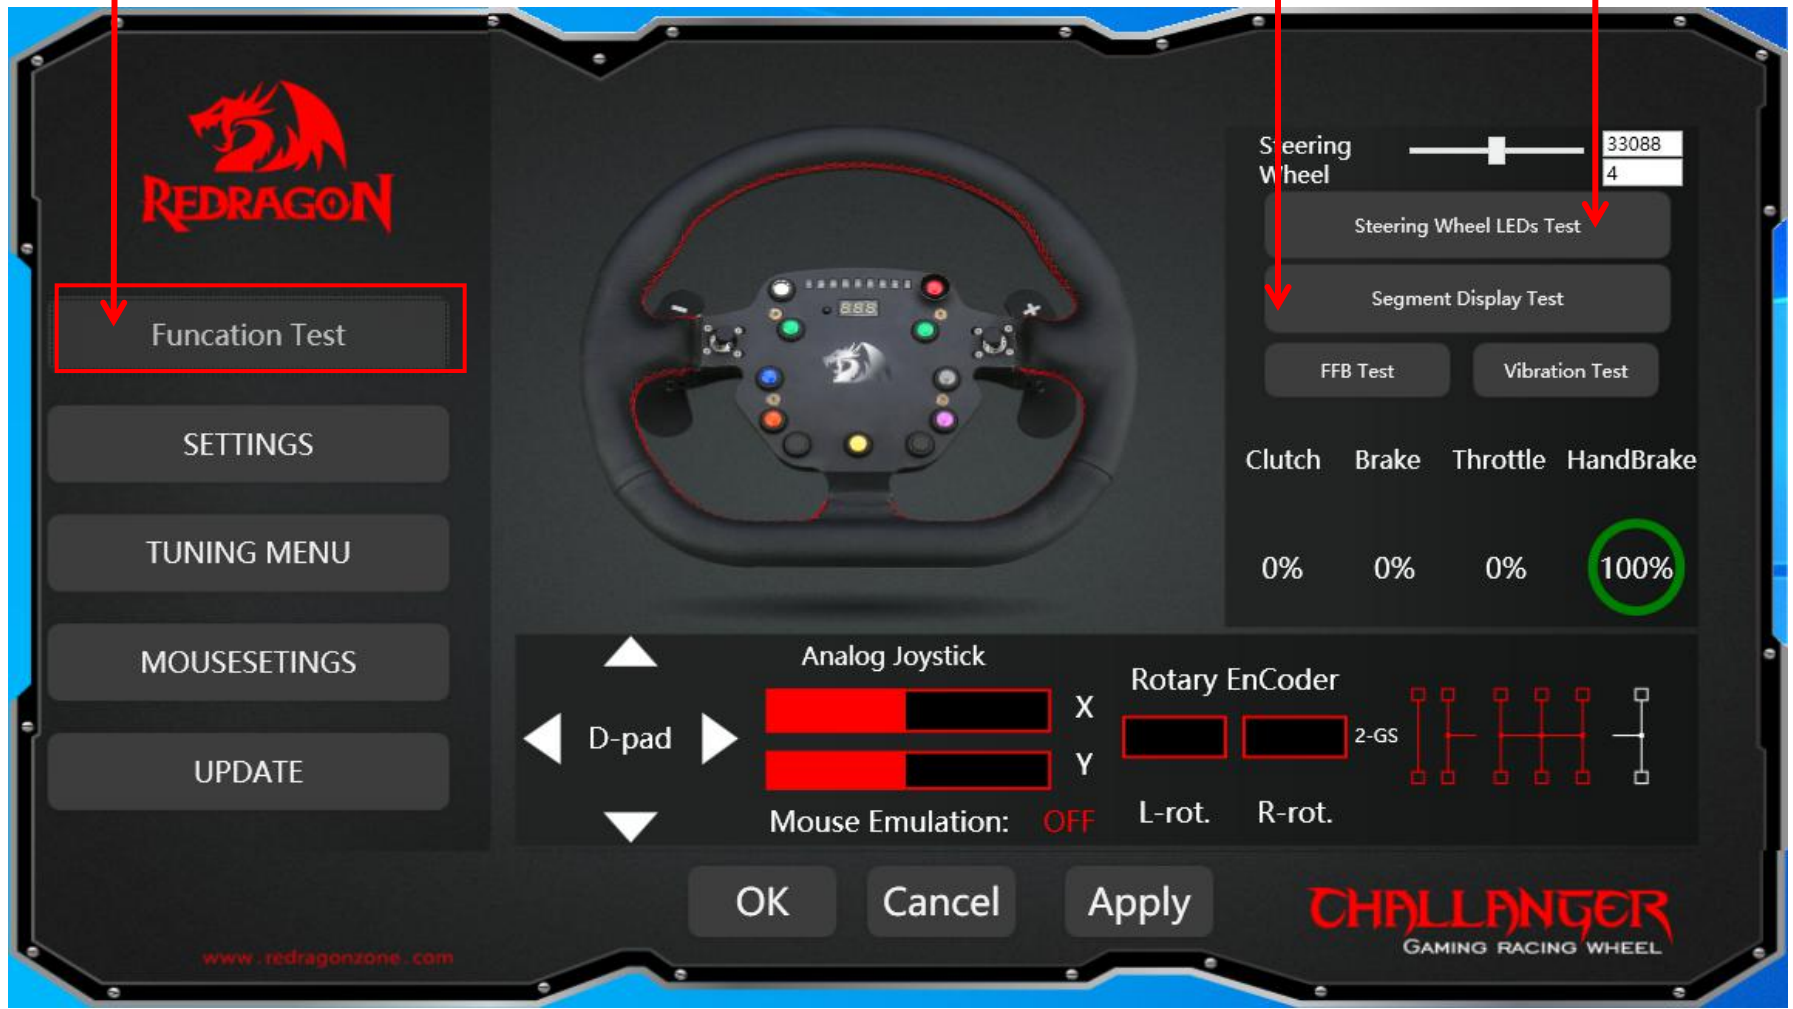 REDRAGON
Funcation Test
SETTINGS
TUNING MENU
MOUSESETINGS
UPDATE
www.redragonzone.com
888
Steering
Wheel
33088
4
Steering Wheel LEDs Test
Segment Display Test
FFB Test
Vibration Test
Clutch
Brake
Throttle
HandBrake
0%
0%
0%
100%
D-pad
Analog Joystick
X
Y
Mouse Emulation:
OFF
Rotary EnCoder
L-rot.
R-rot.
2-GS
OK
Cancel
Apply
CHALLANGER
GAMING RACING WHEEL